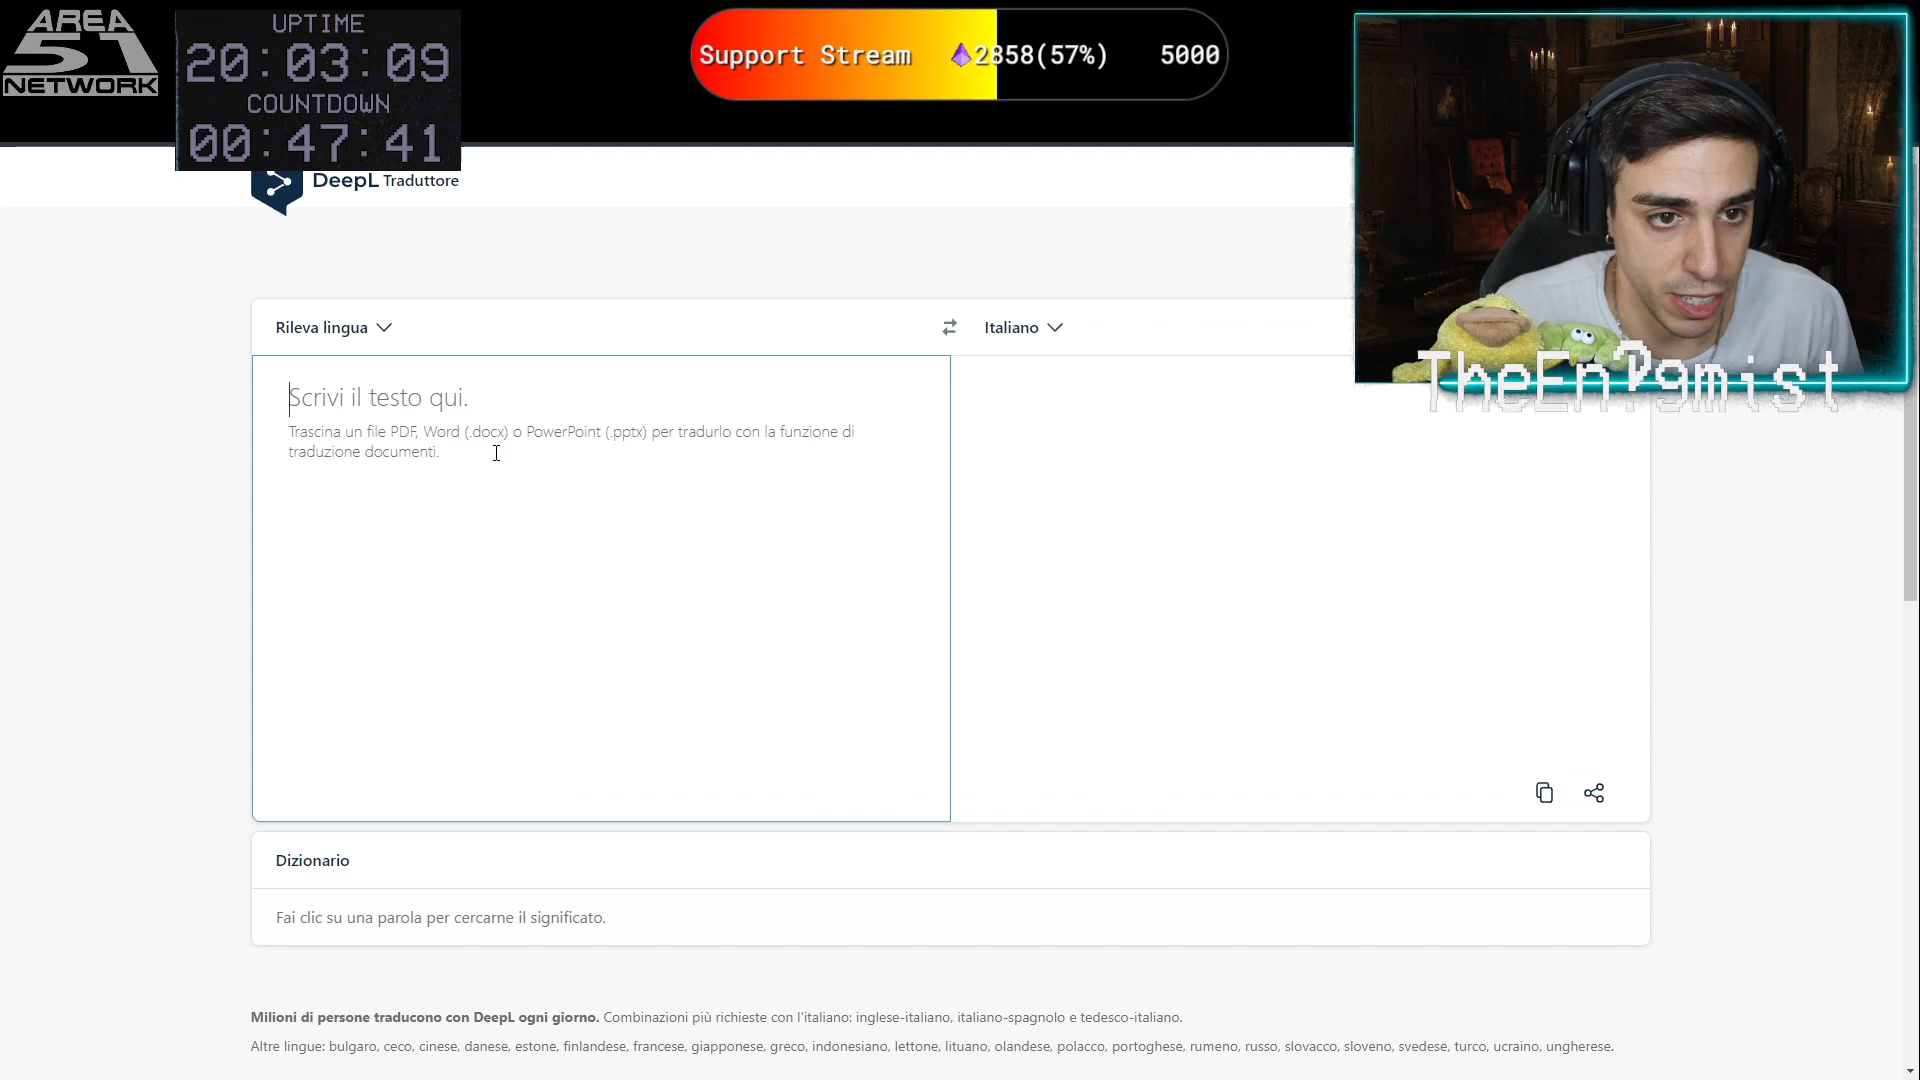 AREA
51
NETWORK
UPTIME
20:03:09
COUNTDOWN
00:47:41
Support Stream 2858(57%) 5000
DeepL Traduttore
Rileva lingua
Italiano
Scrivi il testo qui.
Trascina un file PDF, Word (.docx) o PowerPoint (.pptx) per tradurlo con la funzione di
traduzione documenti.
TheEn?gmist
Dizionario
Fai clic su una parola per cercarne il significato.
Milioni di persone traducono con DeepL ogni giorno. Combinazioni più richieste con l'italiano: inglese-italiano, italiano-spagnolo e tedesco-italiano.
Altre lingue: bulgaro, ceco, cinese, danese, estone, finlandese, francese, giapponese, greco, indonesiano, lettone, lituano, olandese, polacco, portoghese, rumeno, russo, slovacco, sloveno, svedese, turco, ucraino, ungherese.